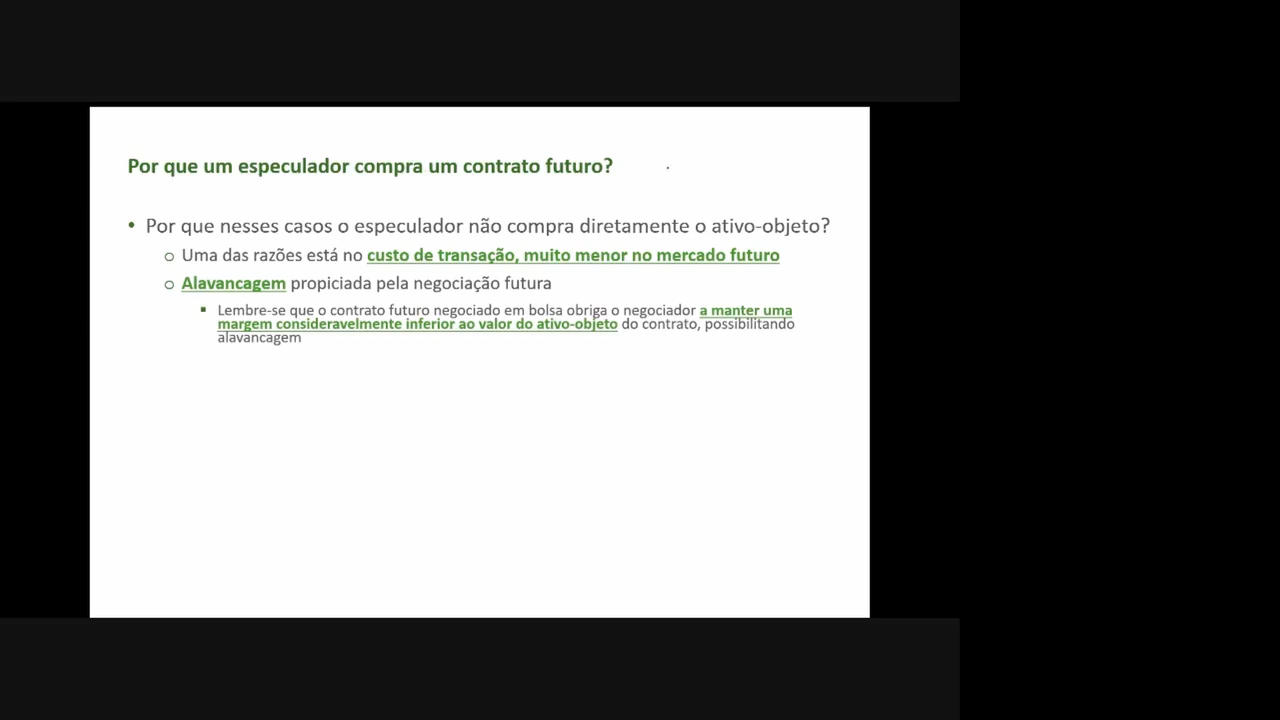 Por que um especulador compra um contrato futuro?
• Por que nesses casos o especulador não compra diretamente o ativo-objeto?
o Uma das razões está no custo de transação, muito menor no mercado futuro
o Alavancagem propiciada pela negociação futura
▪ Lembre-se que o contrato futuro negociado em bolsa obriga o negociador a manter uma
margem consideravelmente inferior ao valor do ativo-objeto do contrato, possibilitando
alavancagem